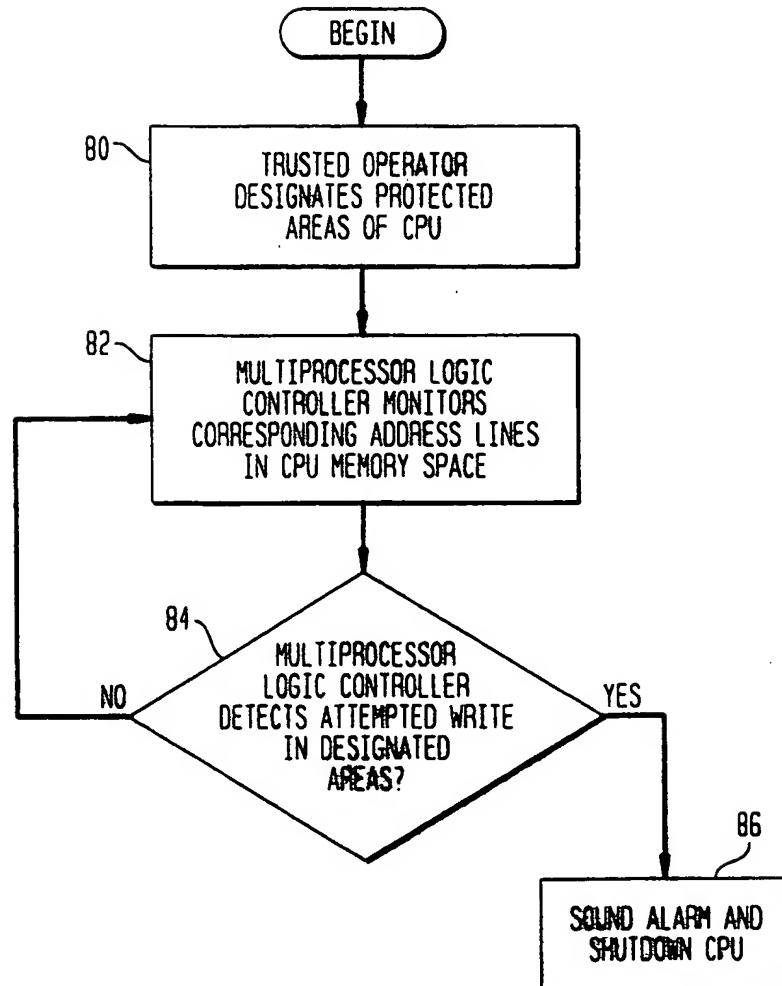 BEGIN
80
TRUSTED OPERATOR
DESIGNATES PROTECTED
AREAS OF CPU
82
MULTIPROCESSOR LOGIC
CONTROLLER MONITORS
CORRESPONDING ADDRESS LINES
IN CPU MEMORY SPACE
84
MULTIPROCESSOR
LOGIC CONTROLLER
DETECTS ATTEMPTED WRITE
IN DESIGNATED
AREAS?
NO
YES
86
SOUND ALARM AND
SHUTDOWN CPU